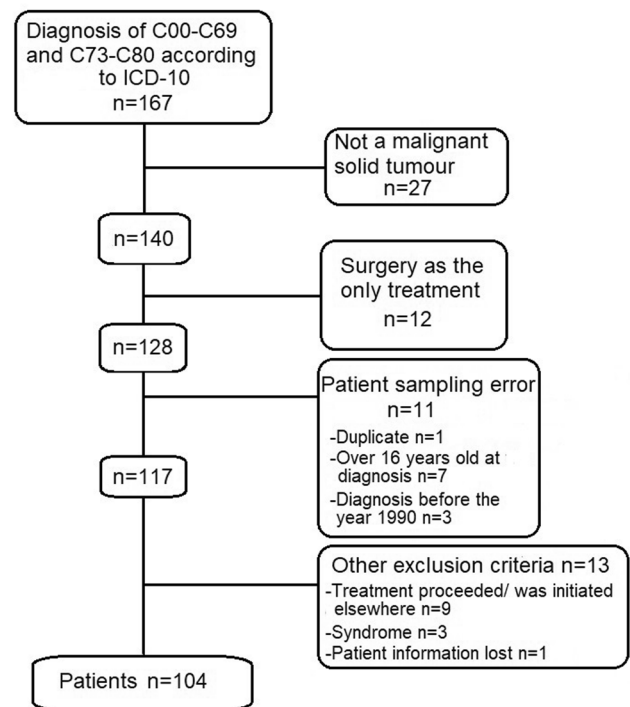 Diagnosis of C00-C69
and C73-C80 according
to ICD-10
n=167
Not a malignant
solid tumour
n=27
n=140
Surgery as the
only treatment
n=12
n=128
Patient sampling error
n=11
-Duplicate n=1
-Over 16 years old at
diagnosis n=7
-Diagnosis before the
year 1990 n=3
n=117
Other exclusion criteria n=13
-Treatment proceeded/ was initiated
elsewhere n=9
-Syndrome n=3
-Patient information lost n=1
Patients n=104